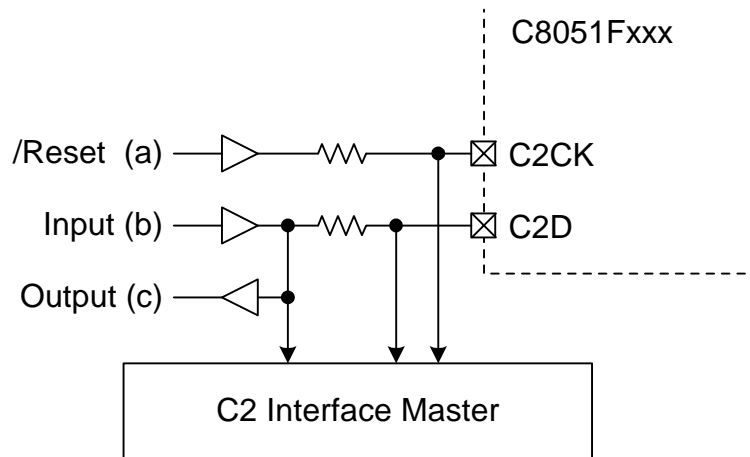 C8051Fxxx
/Reset (a)
C2CK
Input (b)
C2D
Output (c)
C2 Interface Master